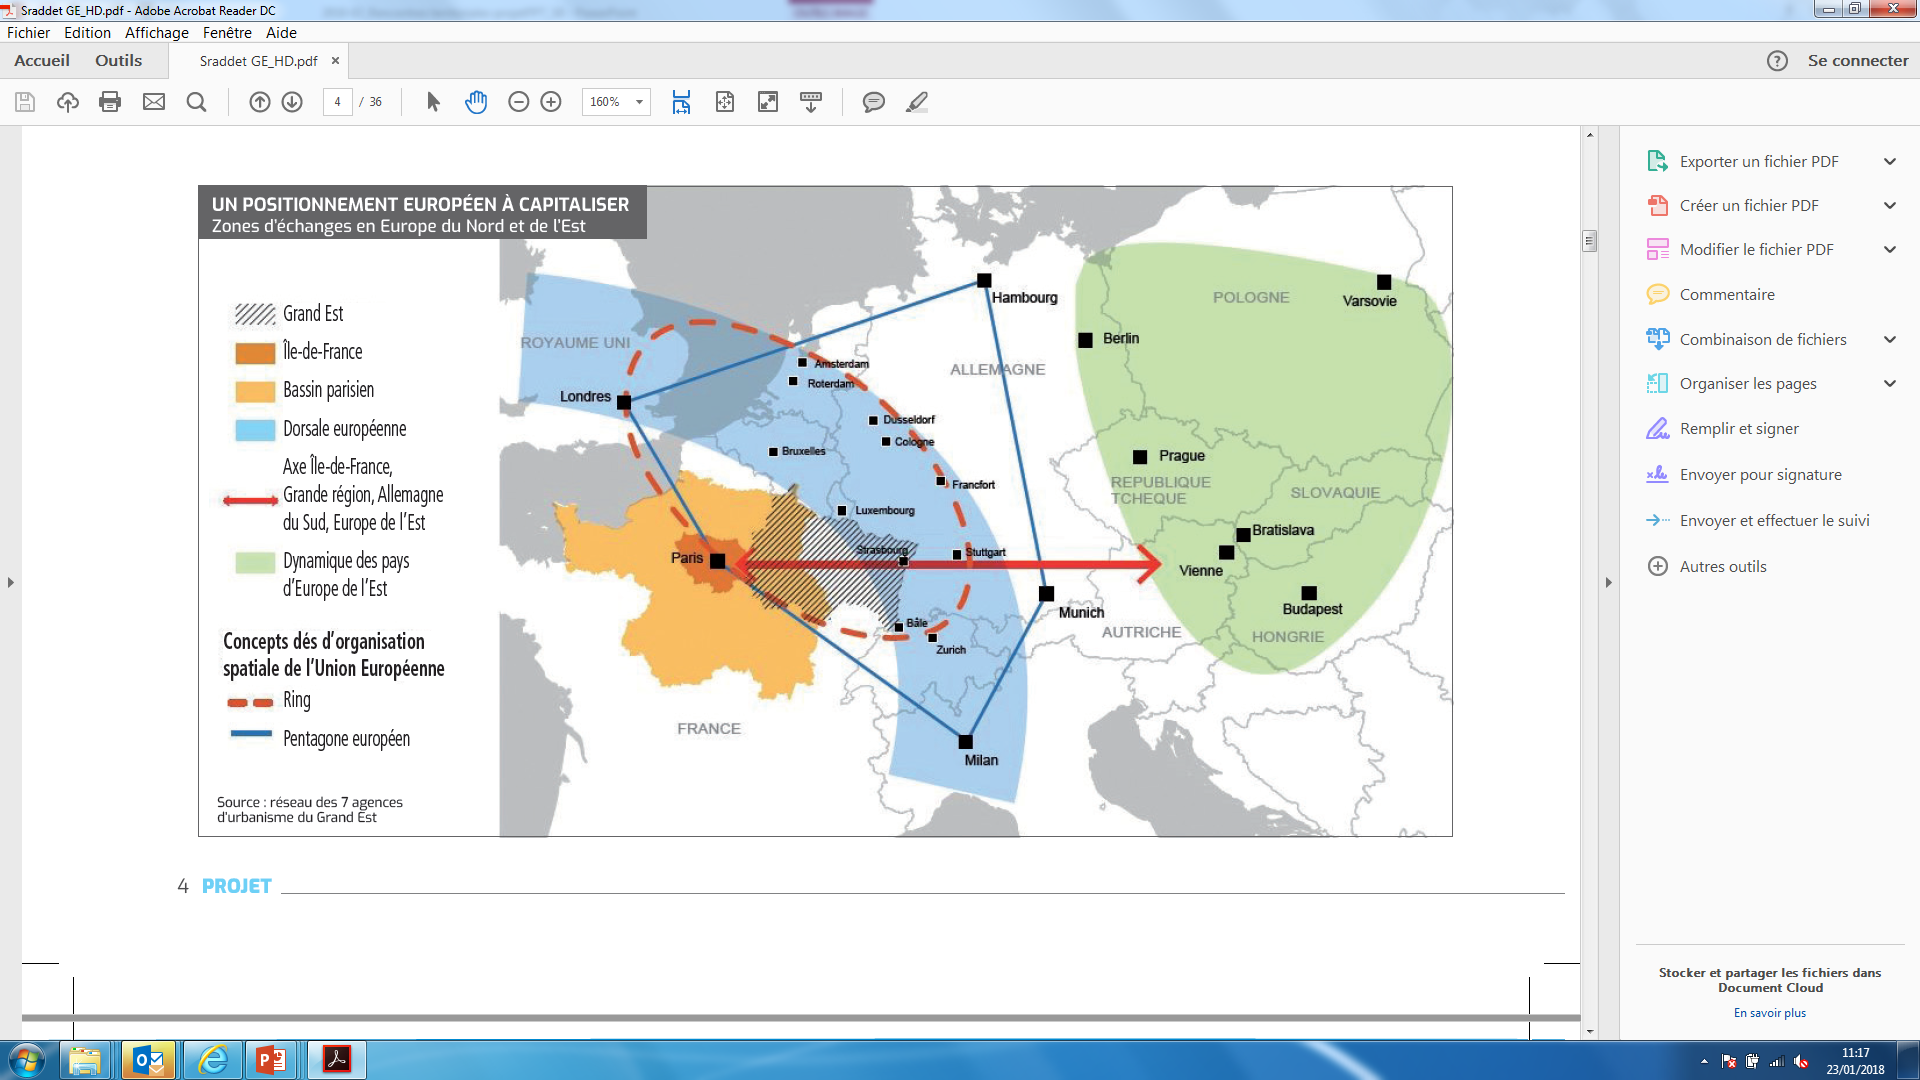 Sraddet GE_HD.pdf - Adobe Acrobat Reader DC
Fichier Edition Affichage Fenêtre Aide
Accueil Outils Sraddet GE_HD.pdf × ? Se connecter
4 / 36 160%
UN POSITIONNEMENT EUROPÉEN À CAPITALISER
Zones d'échanges en Europe du Nord et de l'Est
Grand Est
Île-de-France
Bassin parisien
Dorsale européenne
Axe Île-de-France,
Grande région, Allemagne
du Sud, Europe de l'Est
Dynamique des pays
d'Europe de l'Est
Concepts dés d'organisation
spatiale de l'Union Européenne
Ring
Pentagone européen
Source : réseau des 7 agences
d'urbanisme du Grand Est
Hambourg
POLOGNE
Varsovie
ROYAUME UNI
Berlin
Amsterdam
ALLEMAGNE
Roterdam
Londres
Dusseldorf
Cologne
Bruxelles
Prague
Francfort
REPUBLIQUE
TCHEQUE
SLOVAQUIE
Luxembourg
Bratislava
Strasbourg
Stuttgart
Paris
Vienne
Budapest
Munich
Bâle
AUTRICHE
HONGRIE
Zurich
FRANCE
Milan
4 PROJET
Exporter un fichier PDF
Créer un fichier PDF
Modifier le fichier PDF
Commentaire
Combinaison de fichiers
Organiser les pages
Remplir et signer
Envoyer pour signature
Envoyer et effectuer le suivi
Autres outils
Stocker et partager les fichiers dans
Document Cloud
En savoir plus
11:17
23/01/2018